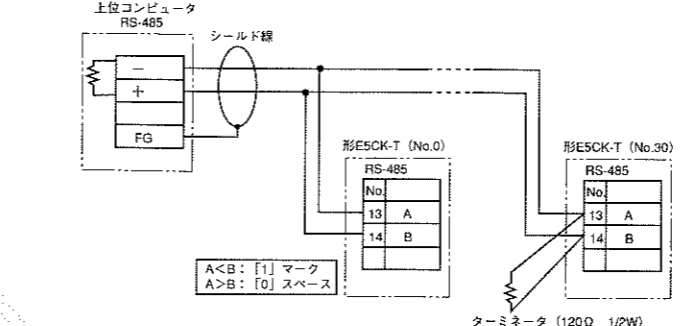 上位コンピュータ
RS-485
シールド線
−
+
FG
形E5CK-T (No.0)
RS-485
No.
13 A
14 B
形E5CK-T (No.30)
RS-485
No.
13 A
14 B
A<B:「1」マーク
A>B:「0」スペース
ターミネータ (120Ω 1/2W)